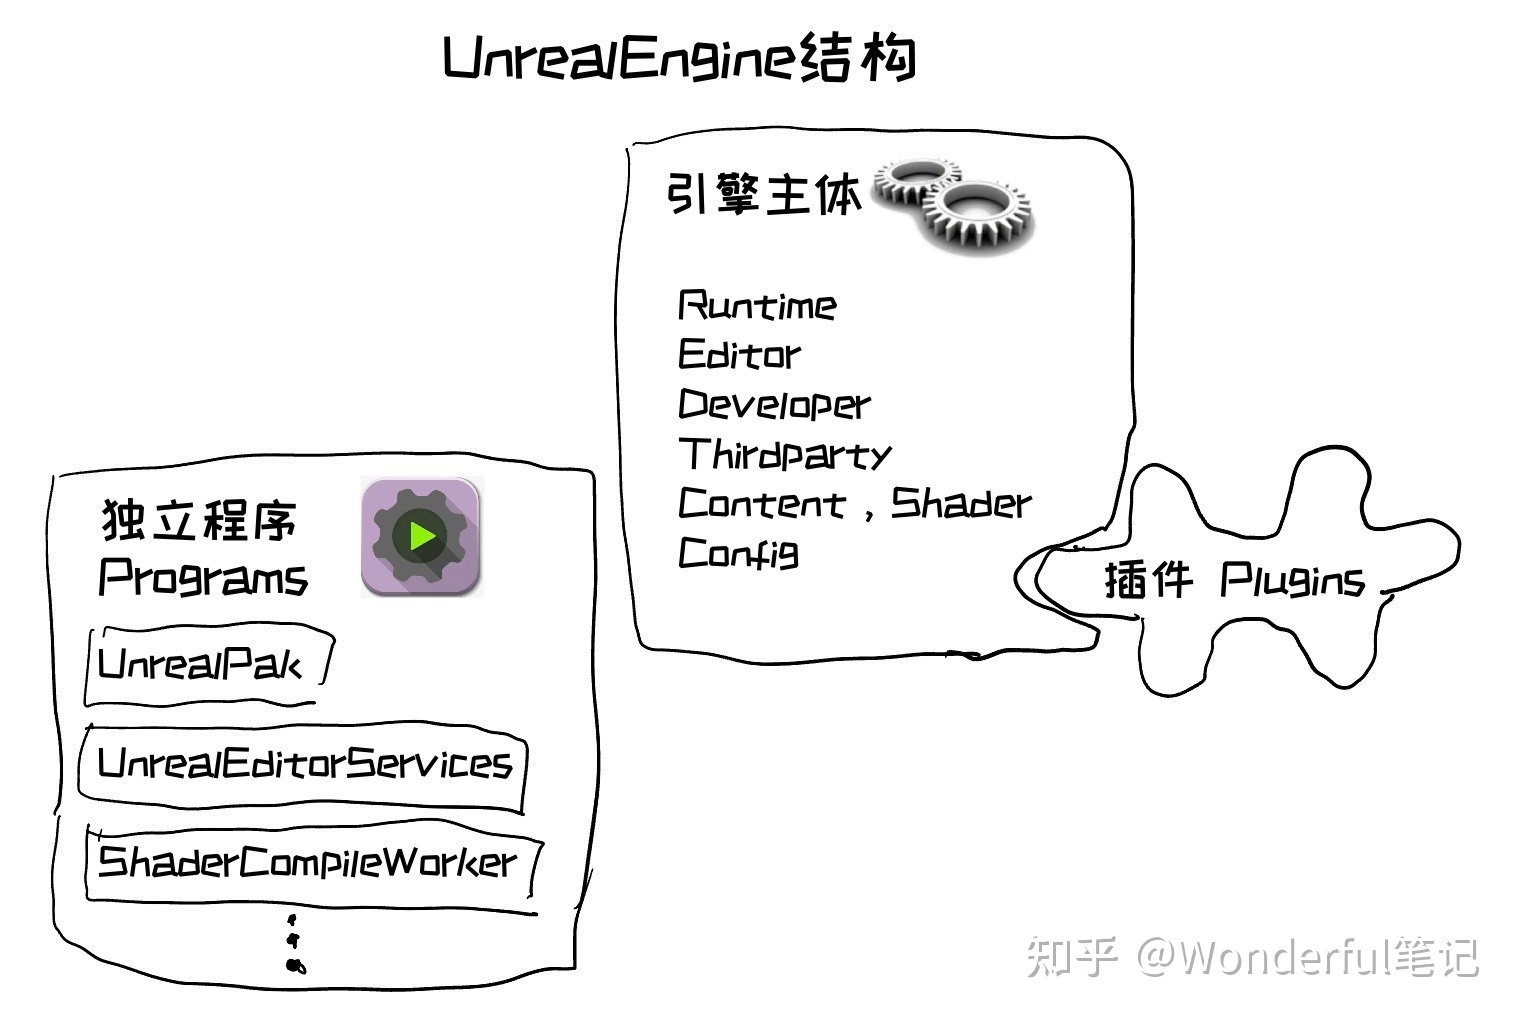 UnrealEngine结构
引擎主体
Runtime
Editor
Developer
Thirdparty
Content , Shader
Config
插件 Plugins
独立程序
Programs
UnrealPak
UnrealEditorServices
ShaderCompileWorker
知乎 @Wonderful笔记